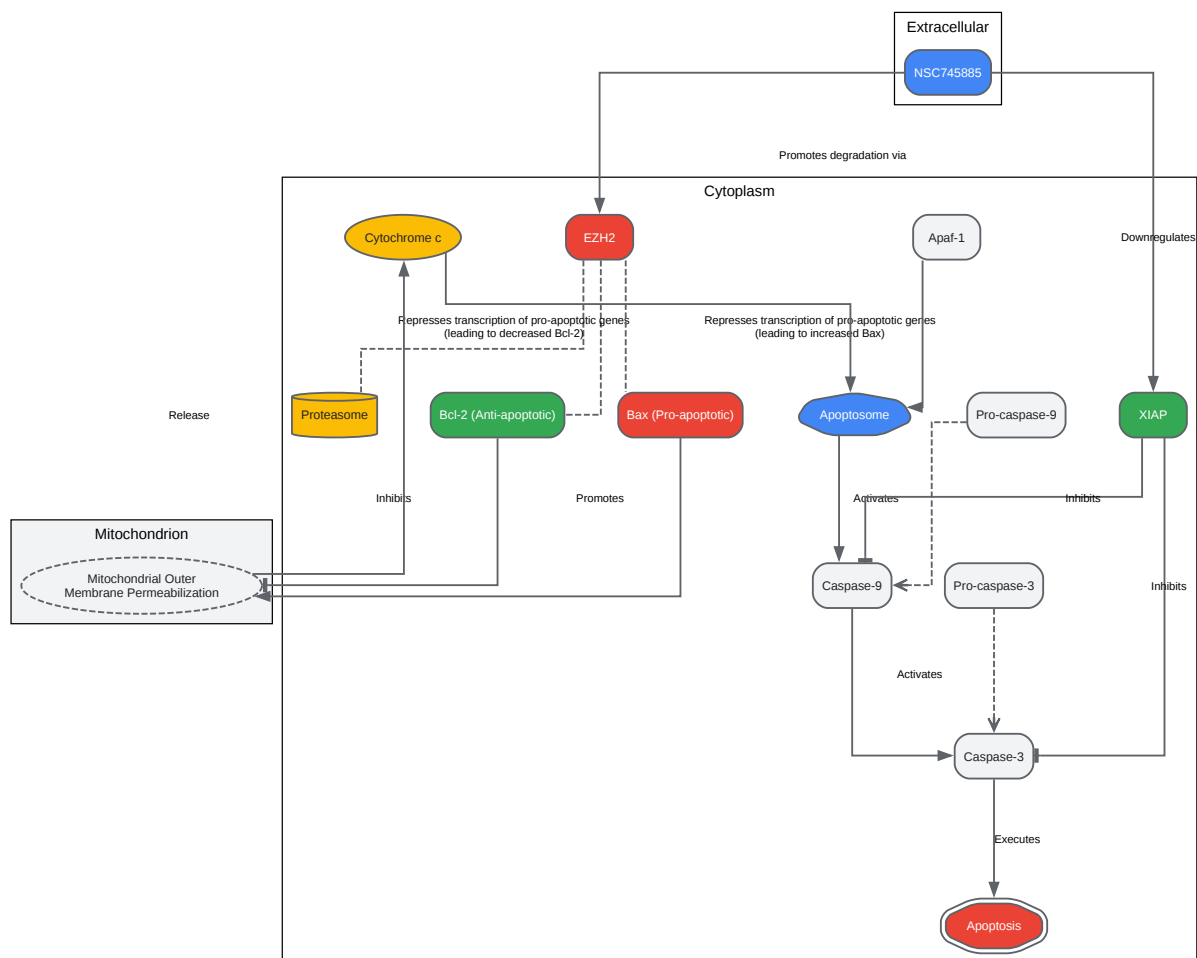 Extracellular
NSC745885
Promotes degradation via
Cytoplasm
Cytochrome c
EZH2
Apaf-1
Downregulates
Represses transcription of pro-apoptotic genes
(leading to decreased Bcl-2)
Represses transcription of pro-apoptotic genes
(leading to increased Bax)
Release
Proteasome
Bcl-2 (Anti-apoptotic)
Bax (Pro-apoptotic)
Apoptosome
Pro-caspase-9
XIAP
Inhibits
Promotes
Activates
Inhibits
Mitochondrion
Mitochondrial Outer
Membrane Permeabilization
Caspase-9
Pro-caspase-3
Inhibits
Activates
Caspase-3
Executes
Apoptosis